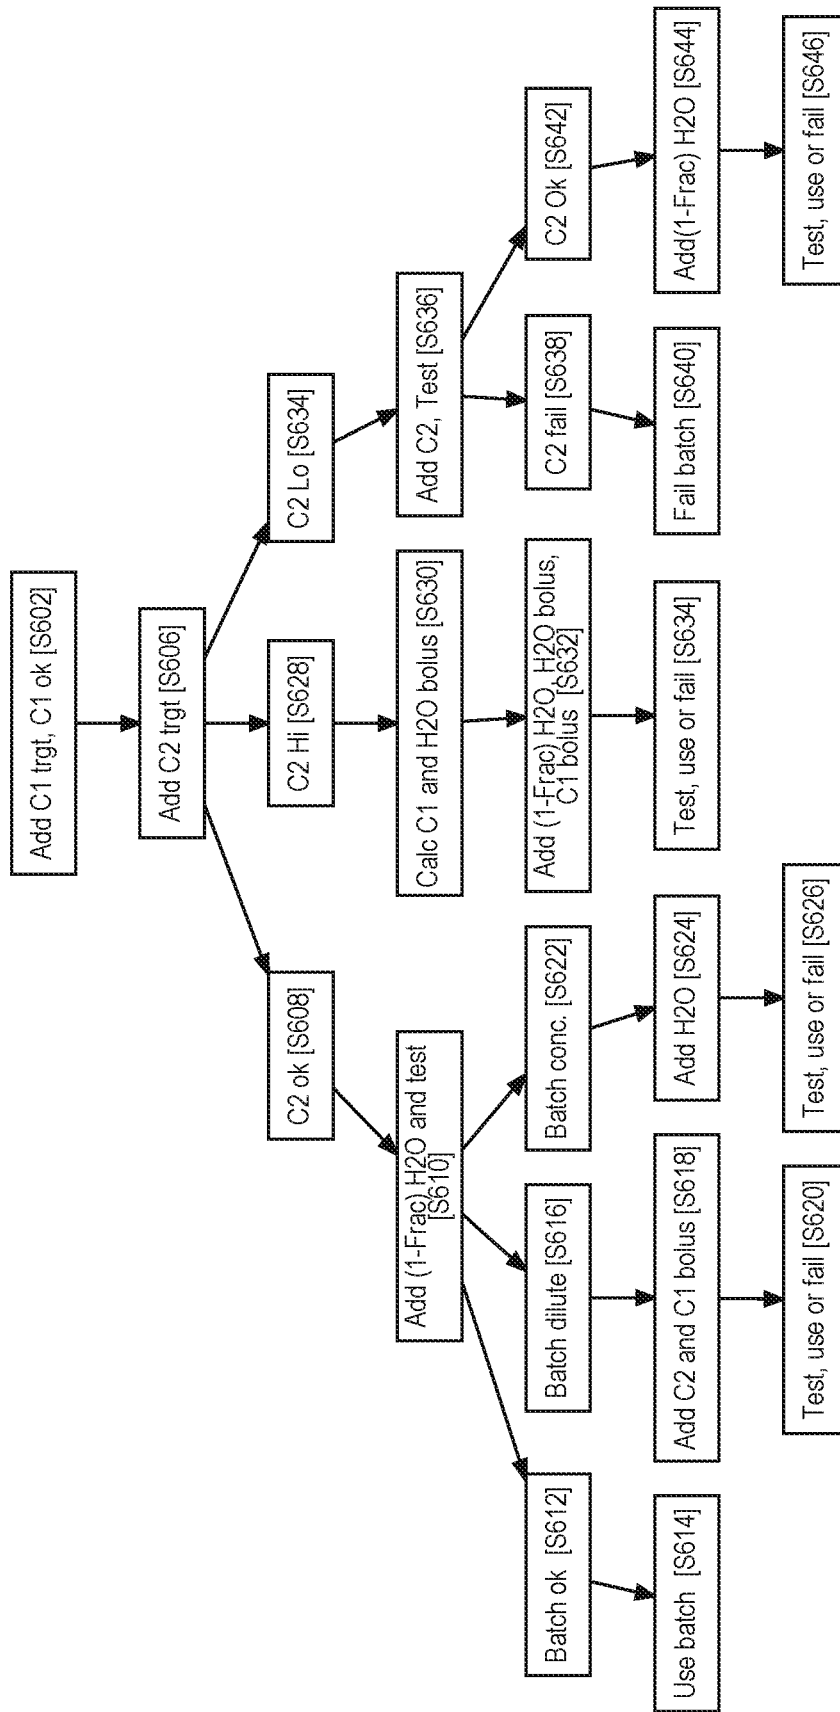 Add C1 trgt, C1 ok [S602]
Add C2 trgt [S606]
C2 ok [S608]
C2 Hi [S628]
C2 Lo [S634]
Add (1-Frac) H2O and test
[S610]
Calc C1 and H2O bolus [S630]
Add C2, Test [S636]
Batch ok [S612]
Batch dilute [S616]
Batch conc. [S622]
Add (1-Frac) H2O, H2O bolus,
C1 bolus [S632]
C2 fail [S638]
C2 Ok [S642]
Use batch [S614]
Add C2 and C1 bolus [S618]
Add H2O [S624]
Test, use or fail [S634]
Fail batch [S640]
Add(1-Frac) H2O [S644]
Test, use or fail [S620]
Test, use or fail [S626]
Test, use or fail [S646]